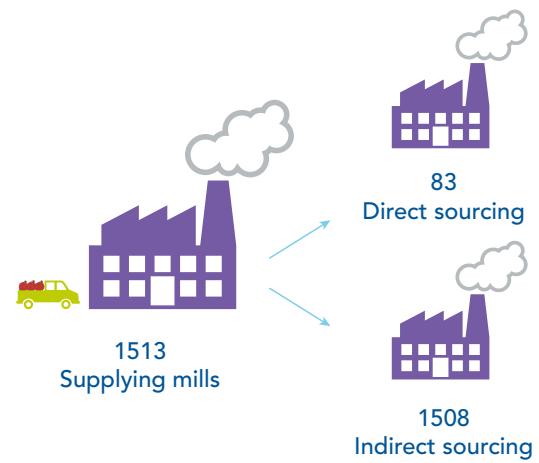 83
Direct sourcing
1513
Supplying mills
1508
Indirect sourcing